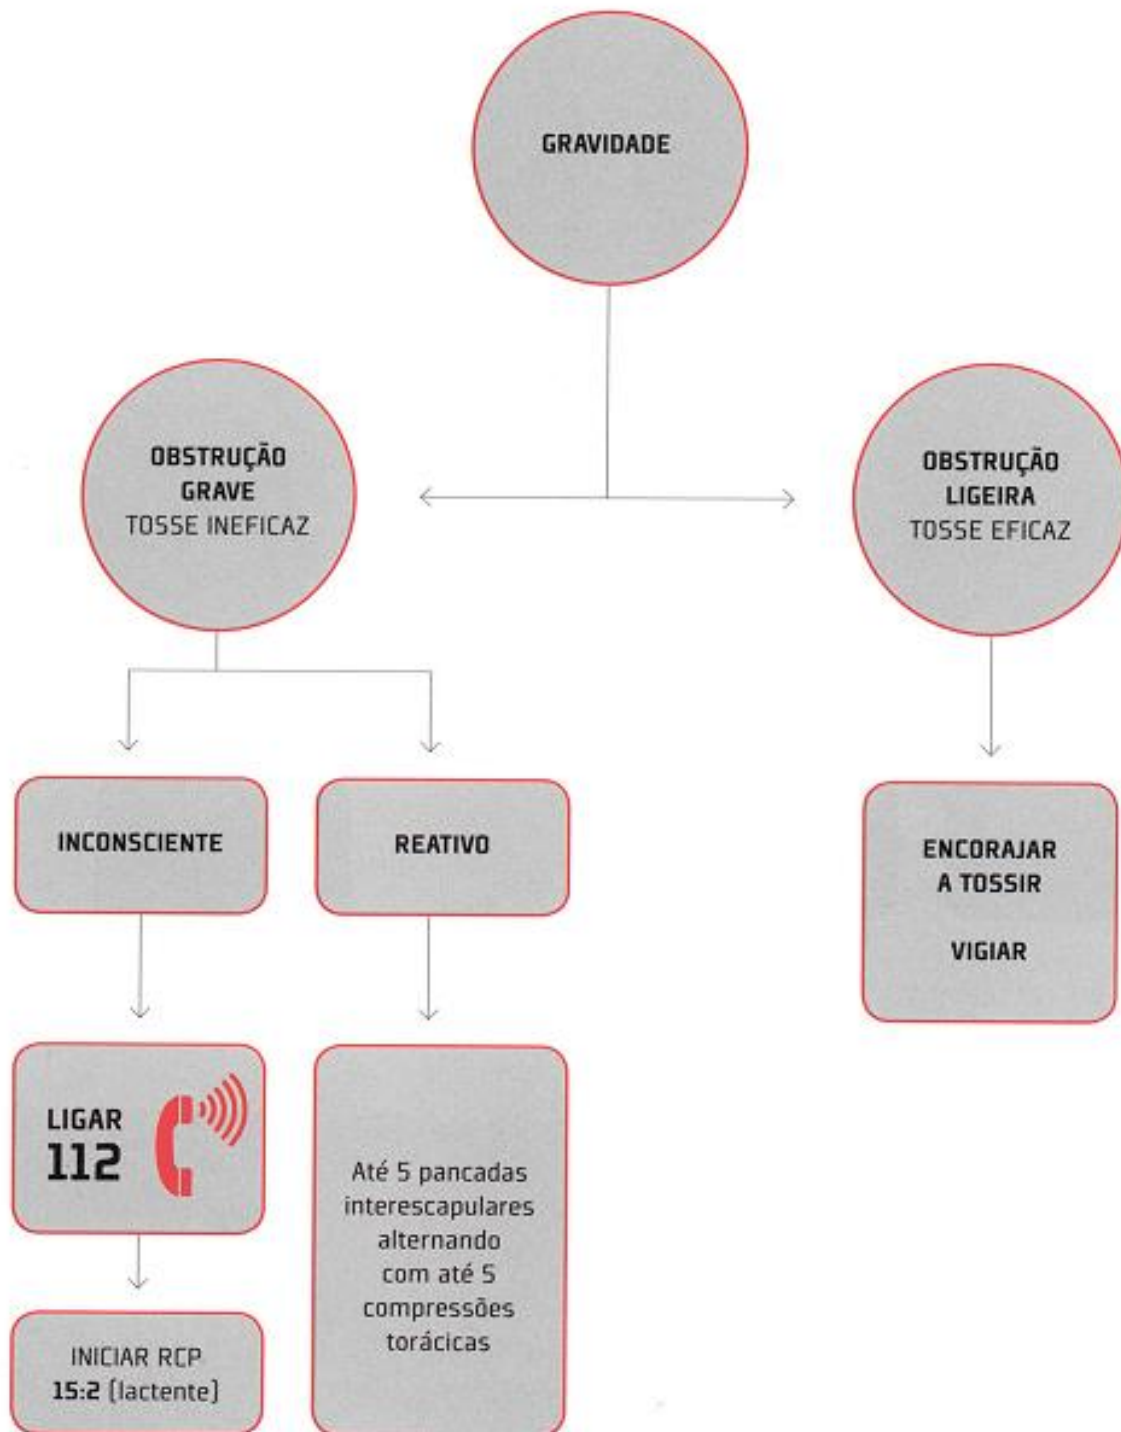 GRAVIDADE
OBSTRUÇÃO
GRAVE
TOSSE INEFICAZ
OBSTRUÇÃO
LIGEIRA
TOSSE EFICAZ
INCONSCIENTE
REATIVO
ENCORAJAR
A TOSSIR
VIGIAR
LIGAR
112
Até 5 pancadas
interescapulares
alternando
com até 5
compressões
torácicas
INICIAR RCP
15:2 [lactente]